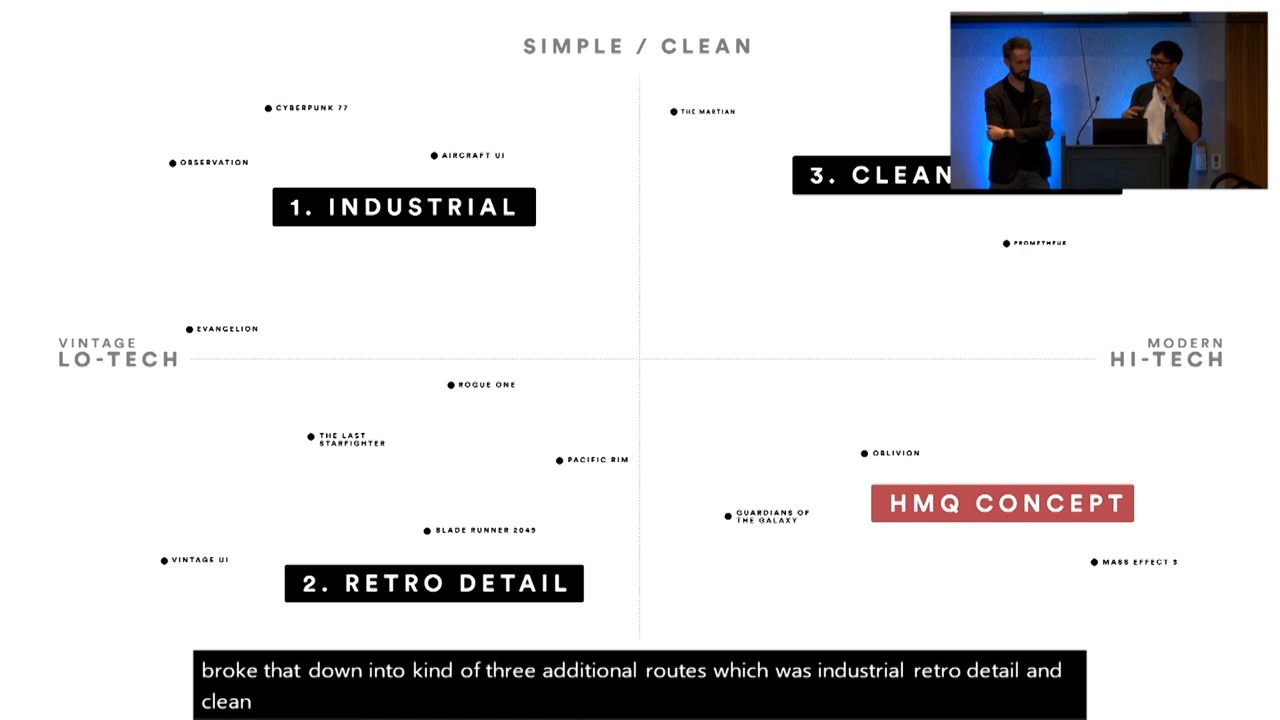 SIMPLE / CLEAN
CYBERPUNK 77
THE MARTIAN
OBSERVATION
AIRCRAFT UI
3. CLEAN
1. INDUSTRIAL
PROMETHEUS
EVANGELION
VINTAGE
LO-TECH
MODERN
HI-TECH
ROGUE ONE
THE LAST
STARFIGHTER
PACIFIC RIM
OBLIVION
HMQ CONCEPT
GUARDIANS OF
THE GALAXY
BLADE RUNNER 2049
VINTAGE UI
MASS EFFECT 3
2. RETRO DETAIL
broke that down into kind of three additional routes which was industrial retro detail and
clean